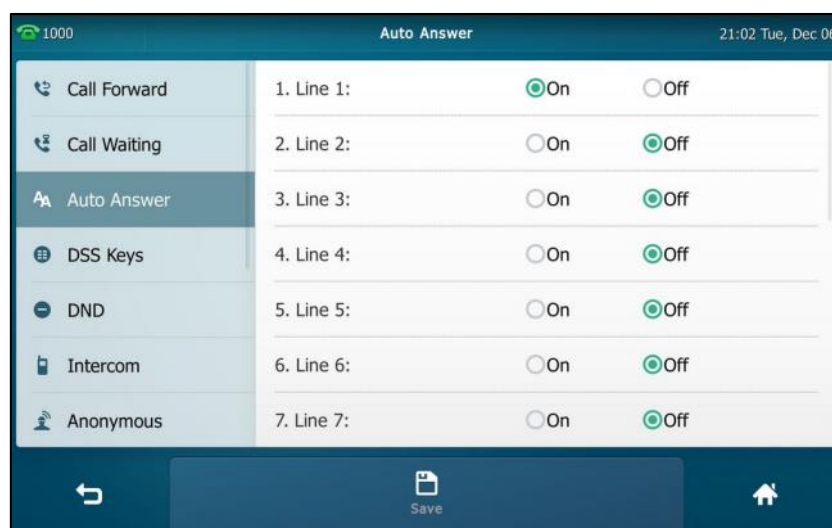 1000 Auto Answer 21:02 Tue, Dec 06
Call Forward
Call Waiting
AA Auto Answer
DSS Keys
DND
Intercom
Anonymous
1. Line 1: On Off
2. Line 2: On Off
3. Line 3: On Off
4. Line 4: On Off
5. Line 5: On Off
6. Line 6: On Off
7. Line 7: On Off
Save